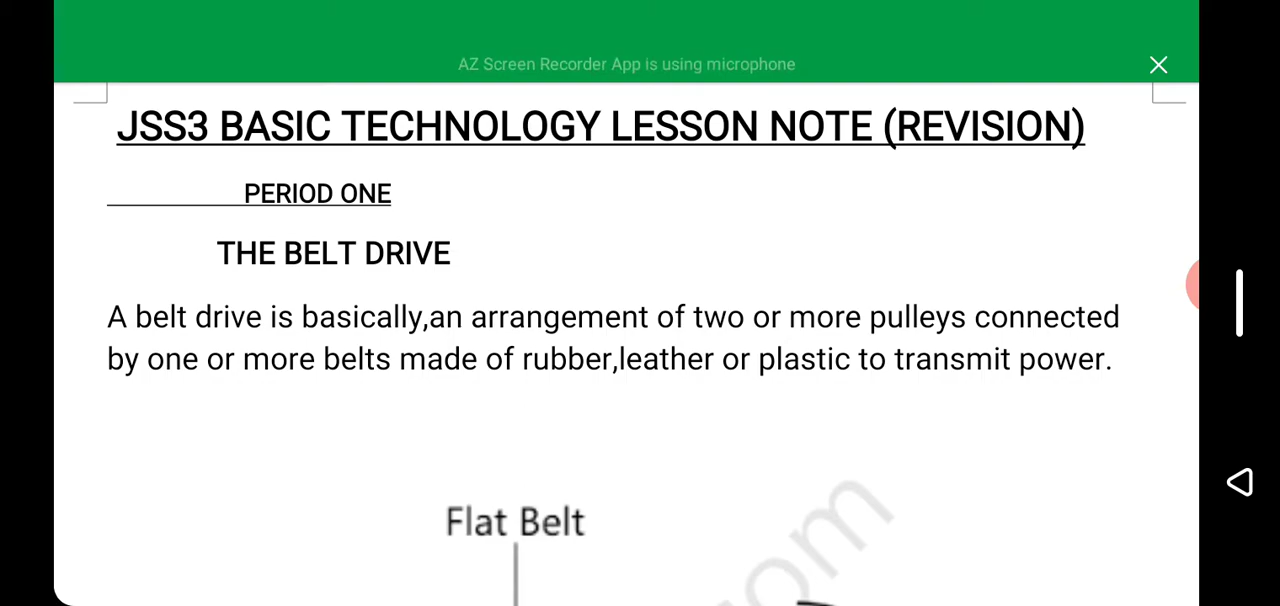 AZ Screen Recorder App is using microphone
JSS3 BASIC TECHNOLOGY LESSON NOTE (REVISION)
PERIOD ONE
THE BELT DRIVE
A belt drive is basically,an arrangement of two or more pulleys connected
by one or more belts made of rubber,leather or plastic to transmit power.
Flat Belt
om